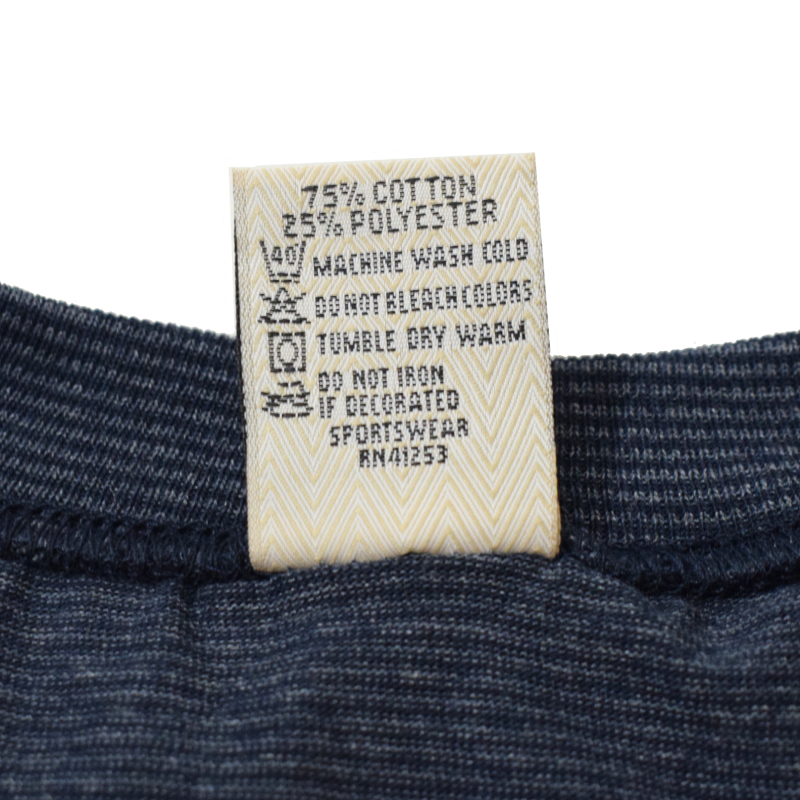 75% COTTON
25% POLYESTER
40° MACHINE WASH COLD
DO NOT BLEACH COLORS
TUMBLE DRY WARM
DO NOT IRON
IF DECORATED
SPORTSWEAR
RN41253